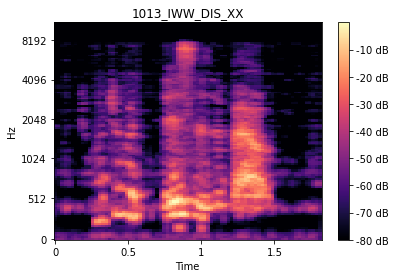 1013_IWW_DIS_XX
8192
4096
2048
1024
512
0
Hz
0
0.5
1
1.5
Time
-10 dB
-20 dB
-30 dB
-40 dB
-50 dB
-60 dB
-70 dB
-80 dB